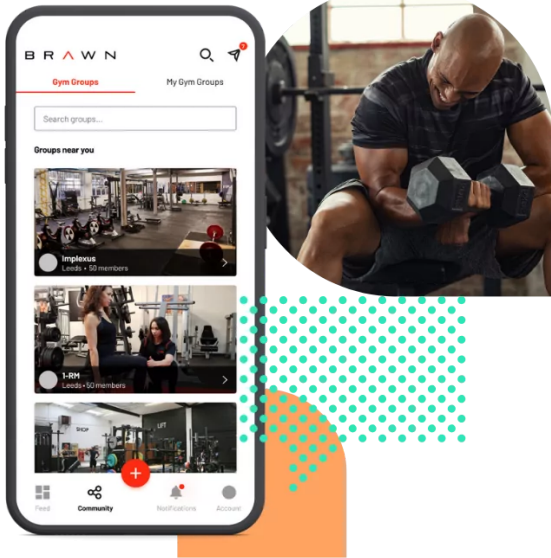 BRAWN
1
Gym Groups
My Gym Groups
Search groups...
Groups near you
Implexus
Leeds • 50 members
1-RM
Leeds • 50 members
SHOP
LIFT
+
Feed
Community
Notifications
Account